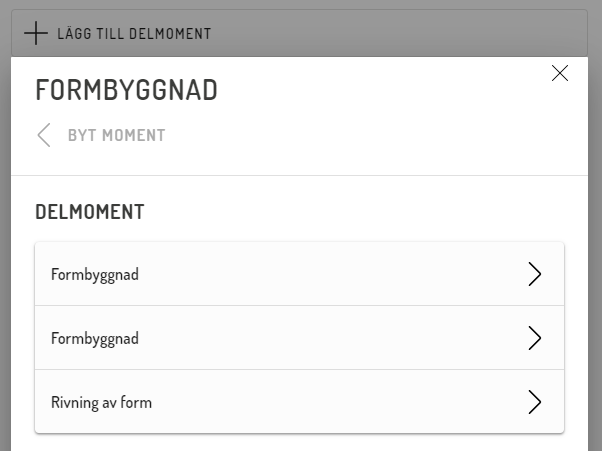 LÄGG TILL DELMOMENT
FORMBYGGNAD
BYT MOMENT
DELMOMENT
Formbyggnad
Formbyggnad
Rivning av form